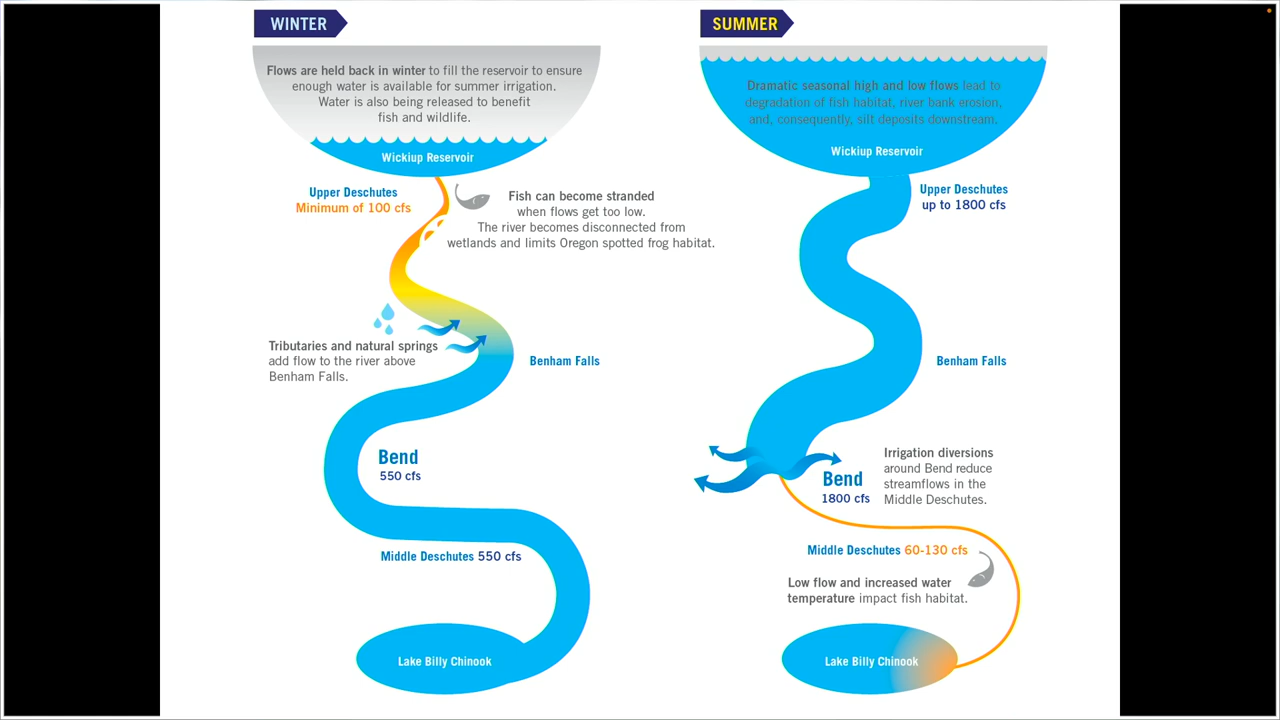 WINTER
Flows are held back in winter to fill the reservoir to ensure
enough water is available for summer irrigation.
Water is also being released to benefit
fish and wildlife.
Wickiup Reservoir
Upper Deschutes
Minimum of 100 cfs
Fish can become stranded
when flows get too low.
The river becomes disconnected from
wetlands and limits Oregon spotted frog habitat.
Tributaries and natural springs
add flow to the river above
Benham Falls.
Benham Falls
Bend
550 cfs
Middle Deschutes 550 cfs
Lake Billy Chinook
SUMMER
Dramatic seasonal high and low flows lead to
degradation of fish habitat, river bank erosion,
and, consequently, silt deposits downstream.
Wickiup Reservoir
Upper Deschutes
up to 1800 cfs
Benham Falls
Bend
1800 cfs
Irrigation diversions
around Bend reduce
streamflows in the
Middle Deschutes.
Middle Deschutes 60-130 cfs
Low flow and increased water
temperature impact fish habitat.
Lake Billy Chinook